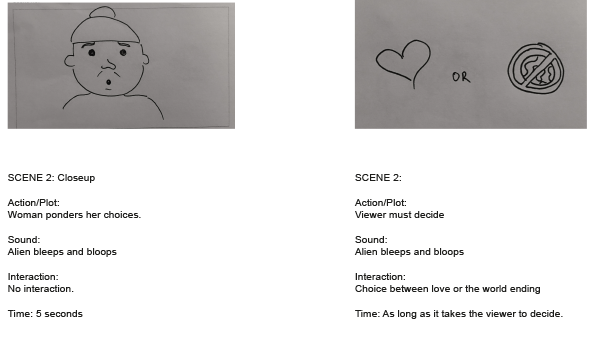 OR
SCENE 2: Closeup
Action/Plot:
Woman ponders her choices.
Sound:
Alien bleeps and bloops
Interaction:
No interaction.
Time: 5 seconds
SCENE 2:
Action/Plot:
Viewer must decide
Sound:
Alien bleeps and bloops
Interaction:
Choice between love or the world ending
Time: As long as it takes the viewer to decide.